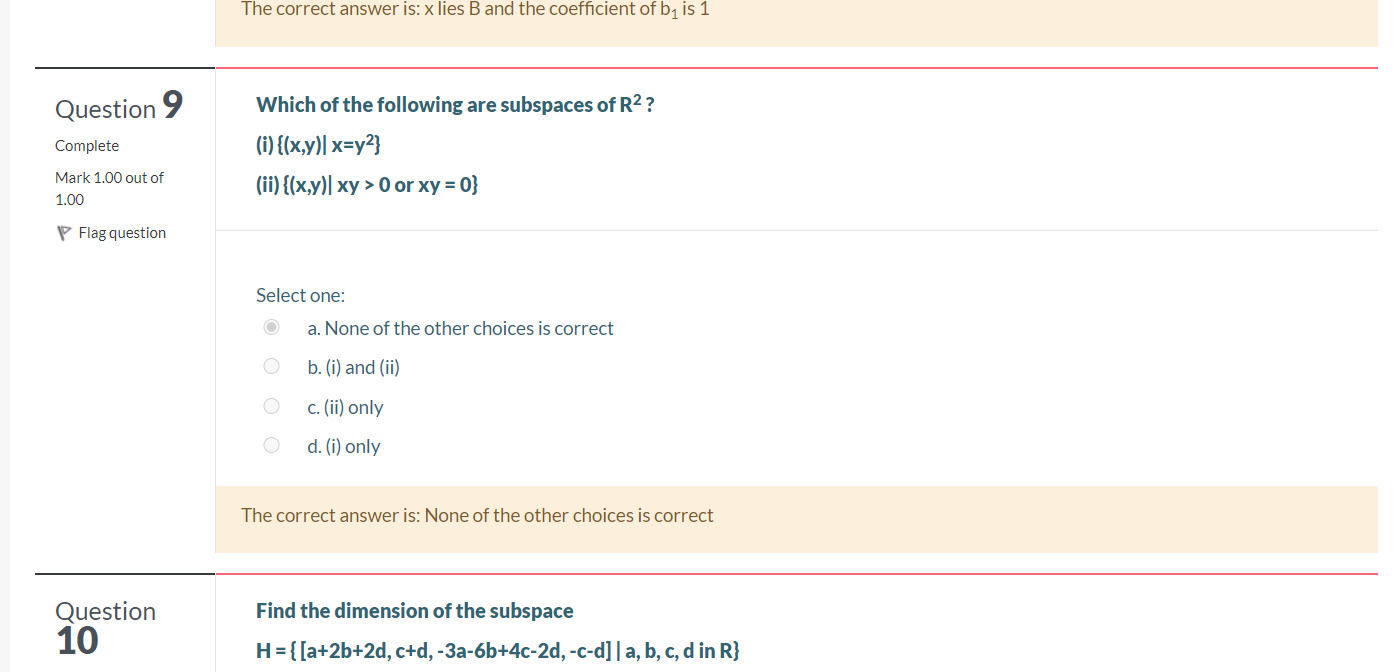 The correct answer is: x lies B and the coefficient of b₁ is 1
Question 9
Complete
Mark 1.00 out of
1.00
Flag question
Which of the following are subspaces of R² ?
(i) {(x,y)| x=y²}
(ii) {(x,y)| xy > 0 or xy = 0}
Select one:
a. None of the other choices is correct
b. (i) and (ii)
c. (ii) only
d. (i) only
The correct answer is: None of the other choices is correct
Question
10
Find the dimension of the subspace
H = { [a+2b+2d, c+d, -3a-6b+4c-2d, -c-d] | a, b, c, d in R}